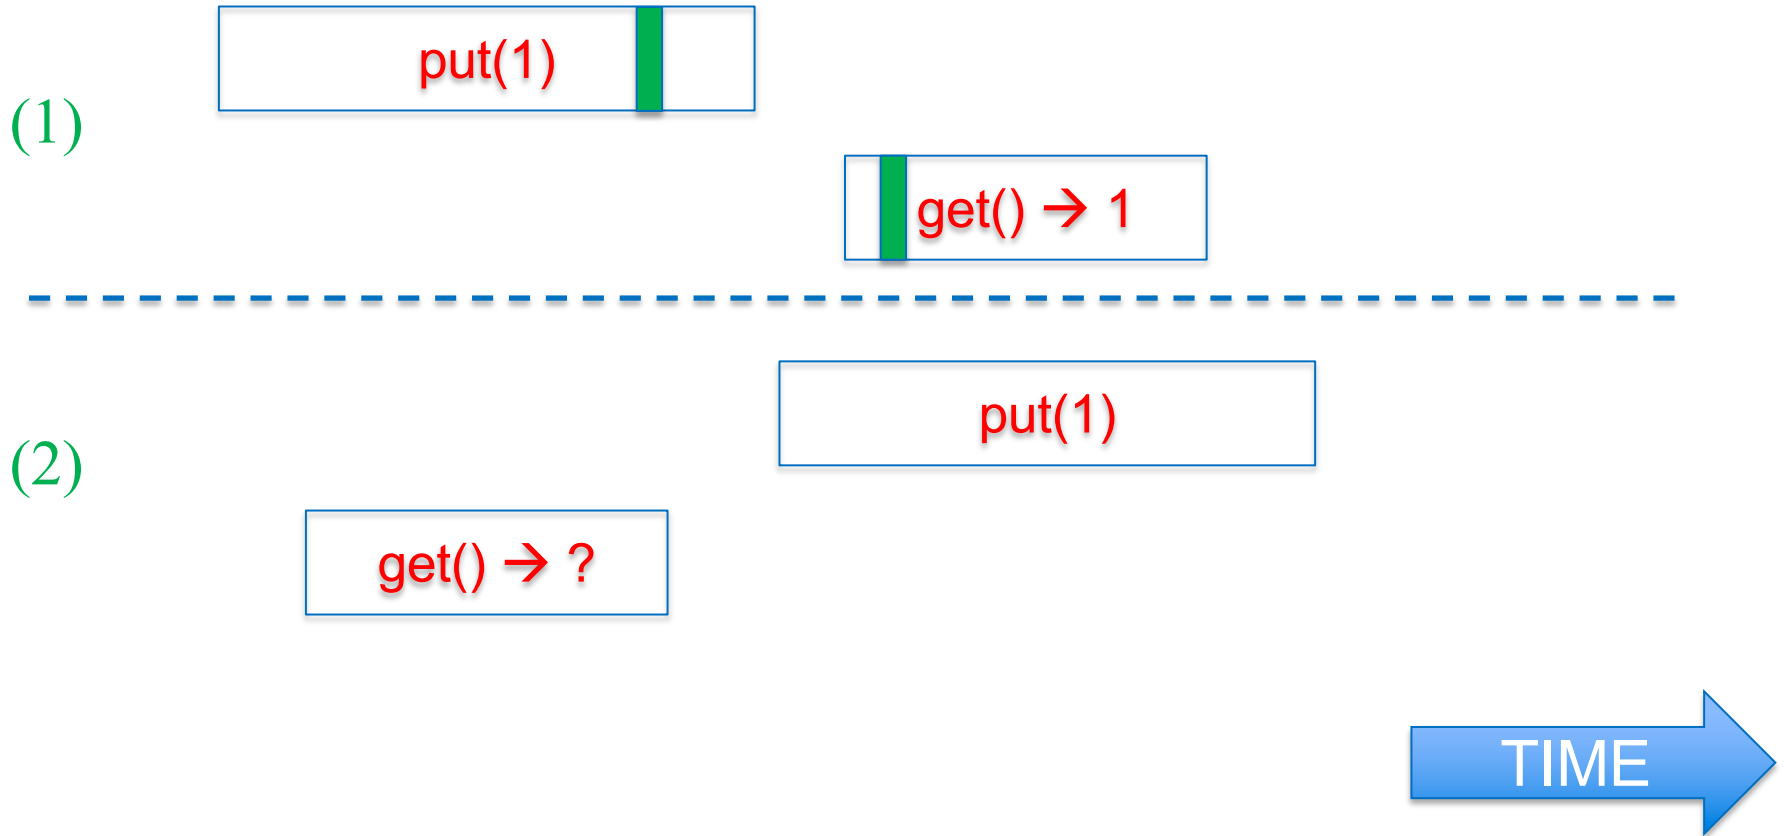 put(1)
(1)
get() → 1
put(1)
(2)
get() → ?
TIME